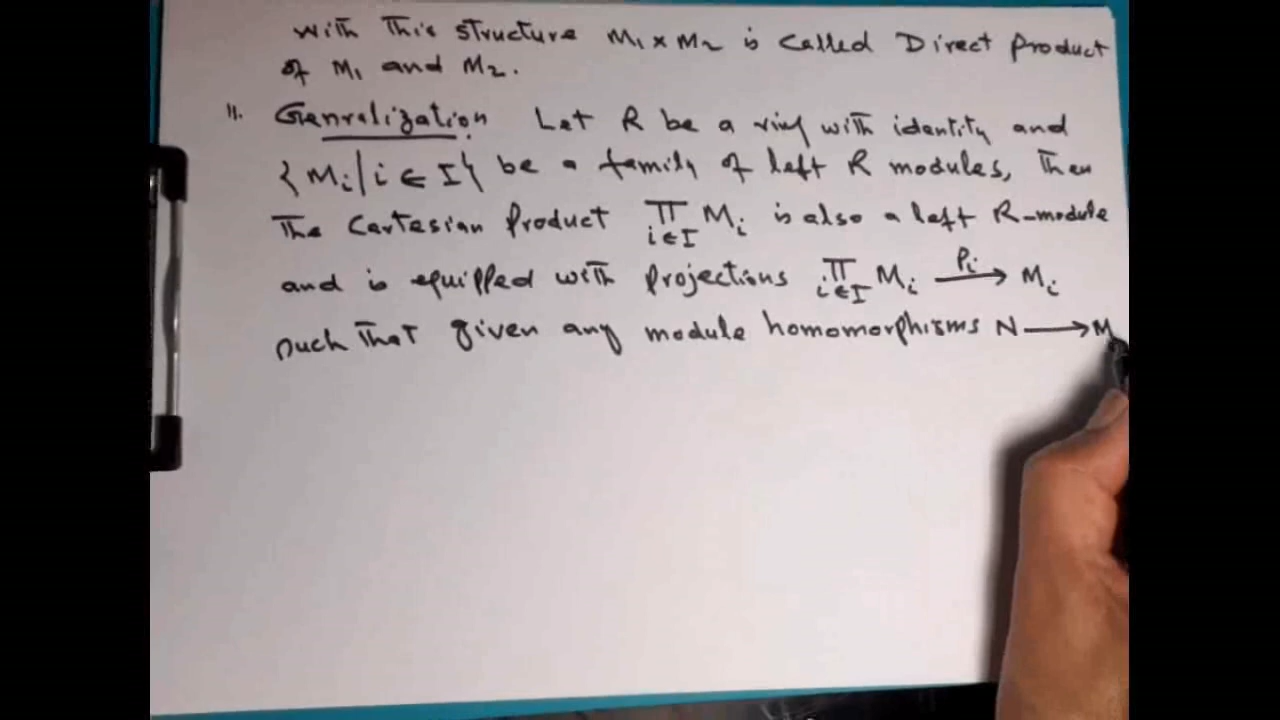 with this structure M₁ × M₂ is called Direct product
of M₁ and M₂.
11. Genralization Let R be a ring with identity and
{Mᵢ | i ∈ I} be a family of left R modules, Then
The Cartesian Product ∏ᵢ∈I Mᵢ is also a left R-module
and is equipped with projections ∏ᵢ∈I Mᵢ —pᵢ→ Mᵢ
such that given any module homomorphisms N ⟶ M